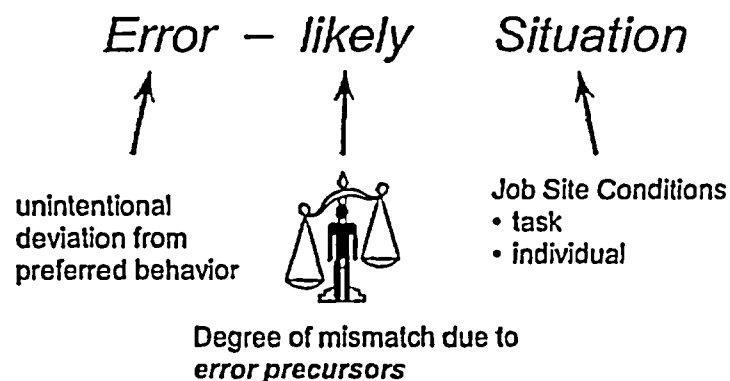 Error – likely Situation
unintentional
deviation from
preferred behavior
Job Site Conditions
• task
• individual
Degree of mismatch due to
error precursors